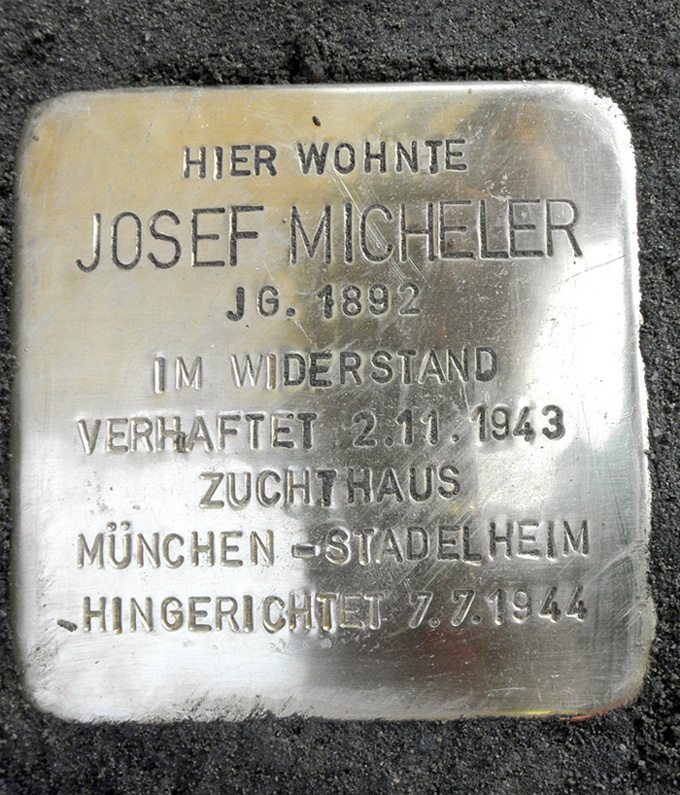 HIER WOHNTE
JOSEF MICHELER
JG. 1892
IM WIDERSTAND
VERHAFTET 2.11.1943
ZUCHTHAUS
MÜNCHEN-STADELHEIM
HINGERICHTET 7.7.1944